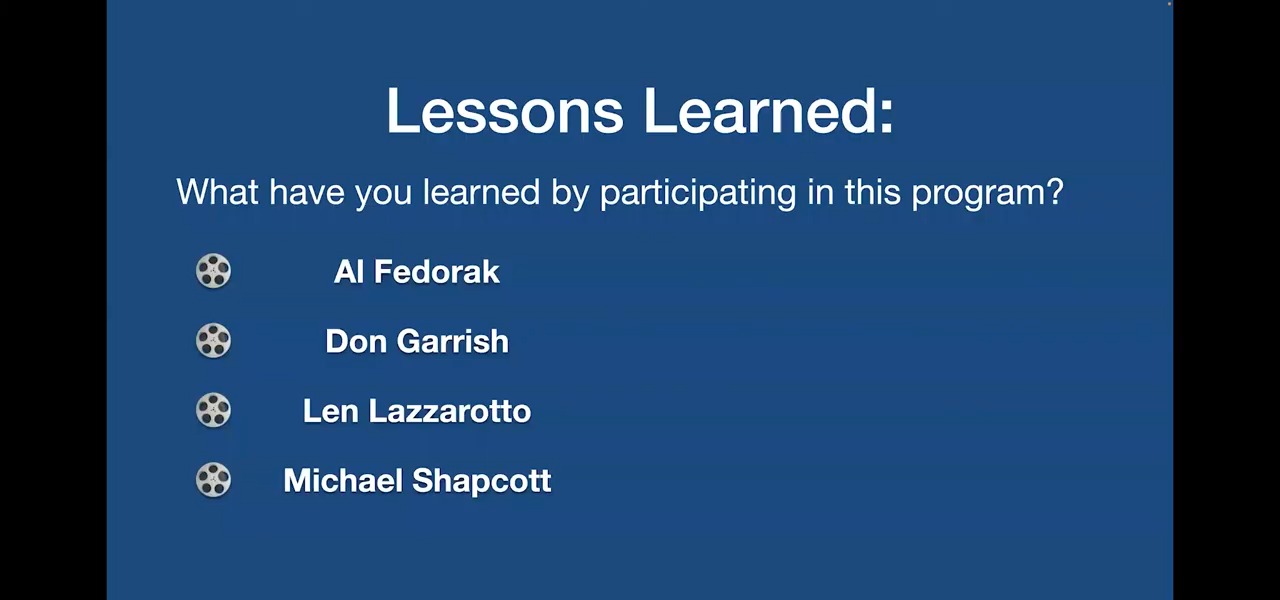 Lessons Learned:
What have you learned by participating in this program?
Al Fedorak
Don Garrish
Len Lazzarotto
Michael Shapcott